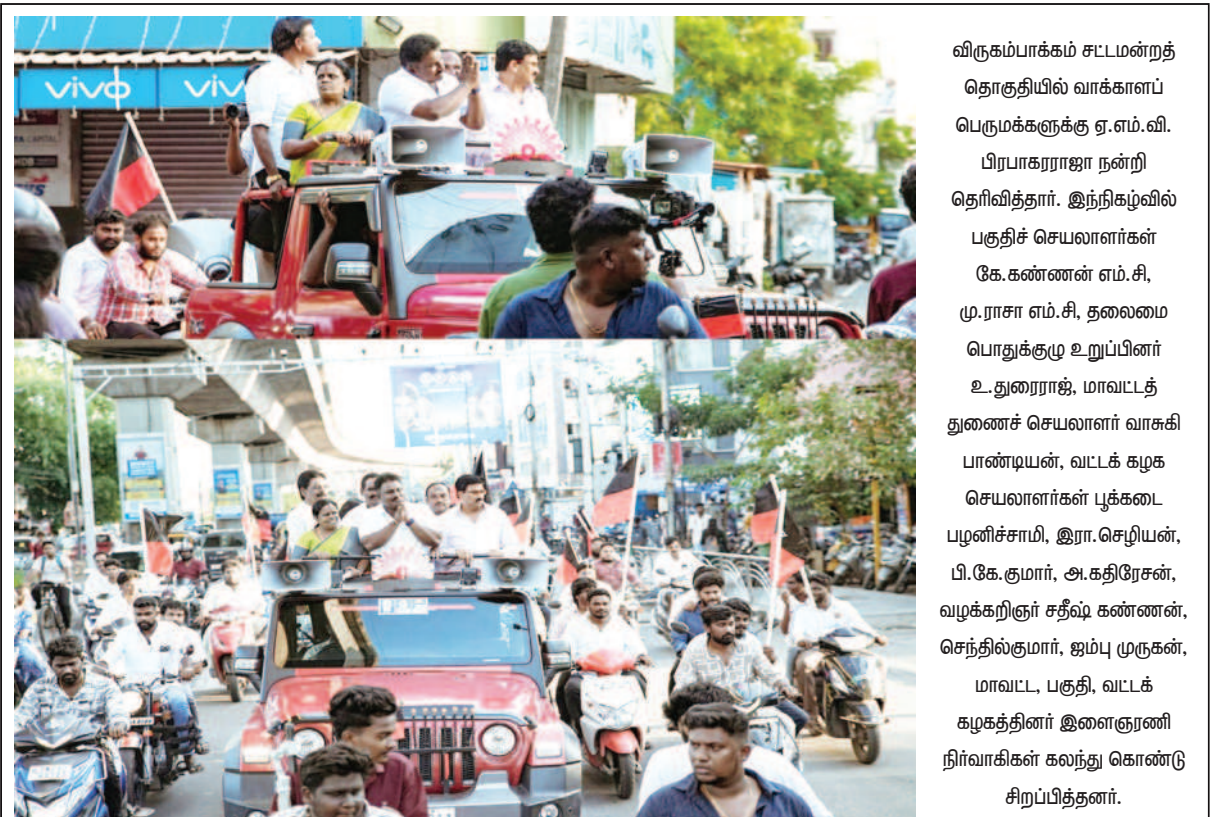 vivo
viv
விருகம்பாக்கம் சட்டமன்றத்
தொகுதியில் வாக்காளப்
பெருமக்களுக்கு ஏ.எம்.வி.
பிரபாகரராஜா நன்றி
தெரிவித்தார். இந்நிகழ்வில்
பகுதிச் செயலாளர்கள்
கே.கண்ணன் எம்.சி,
மு.ராசா எம்.சி, தலைமை
பொதுக்குழு உறுப்பினர்
உ.துரைராஜ், மாவட்டத்
துணைச் செயலாளர் வாசுகி
பாண்டியன், வட்டக் கழக
செயலாளர்கள் பூக்கடை
பழனிச்சாமி, இரா.செழியன்,
பி.கே.குமார், அ.கதிரேசன்,
வழக்கறிஞர் சதீஷ் கண்ணன்,
செந்தில்குமார், ஜம்பு முருகன்,
மாவட்ட, பகுதி, வட்டக்
கழகத்தினர் இளைஞரணி
நிர்வாகிகள் கலந்து கொண்டு
சிறப்பித்தனர்.